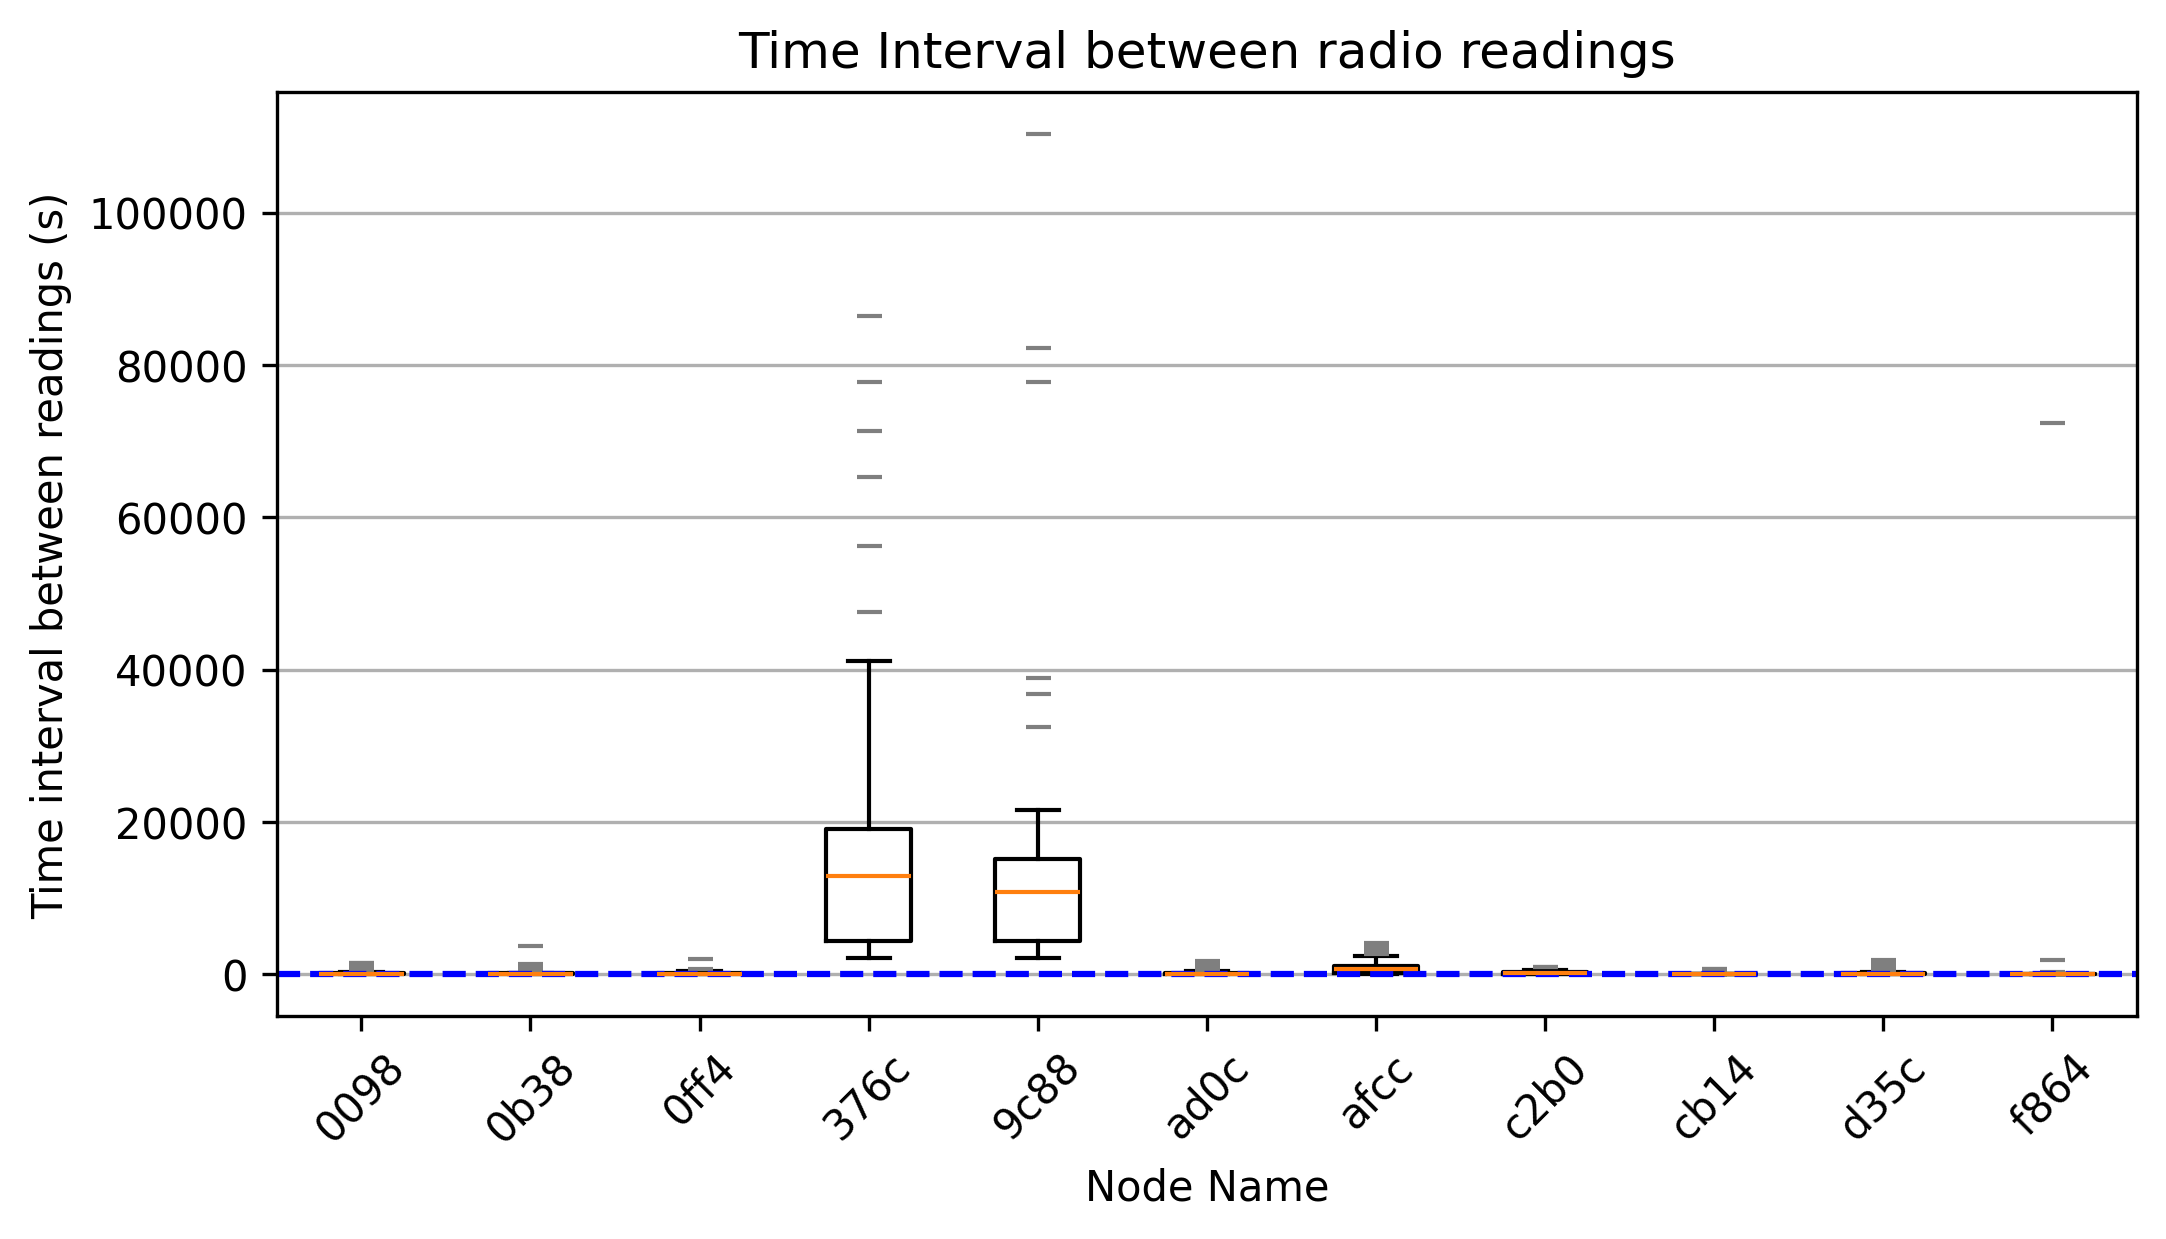 Time Interval between radio readings
Time interval between readings (s)
100000
80000
60000
40000
20000
0
0098
0b38
0ff4
376c
9c88
ad0c
afcc
c2b0
cb14
d35c
f864
Node Name